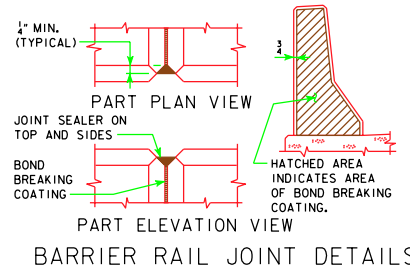 1/4" MIN.
(TYPICAL)
3/4
PART PLAN VIEW
JOINT SEALER ON
TOP AND SIDES
BOND
BREAKING
COATING
HATCHED AREA
INDICATES AREA
OF BOND BREAKING
COATING.
PART ELEVATION VIEW
BARRIER RAIL JOINT DETAILS